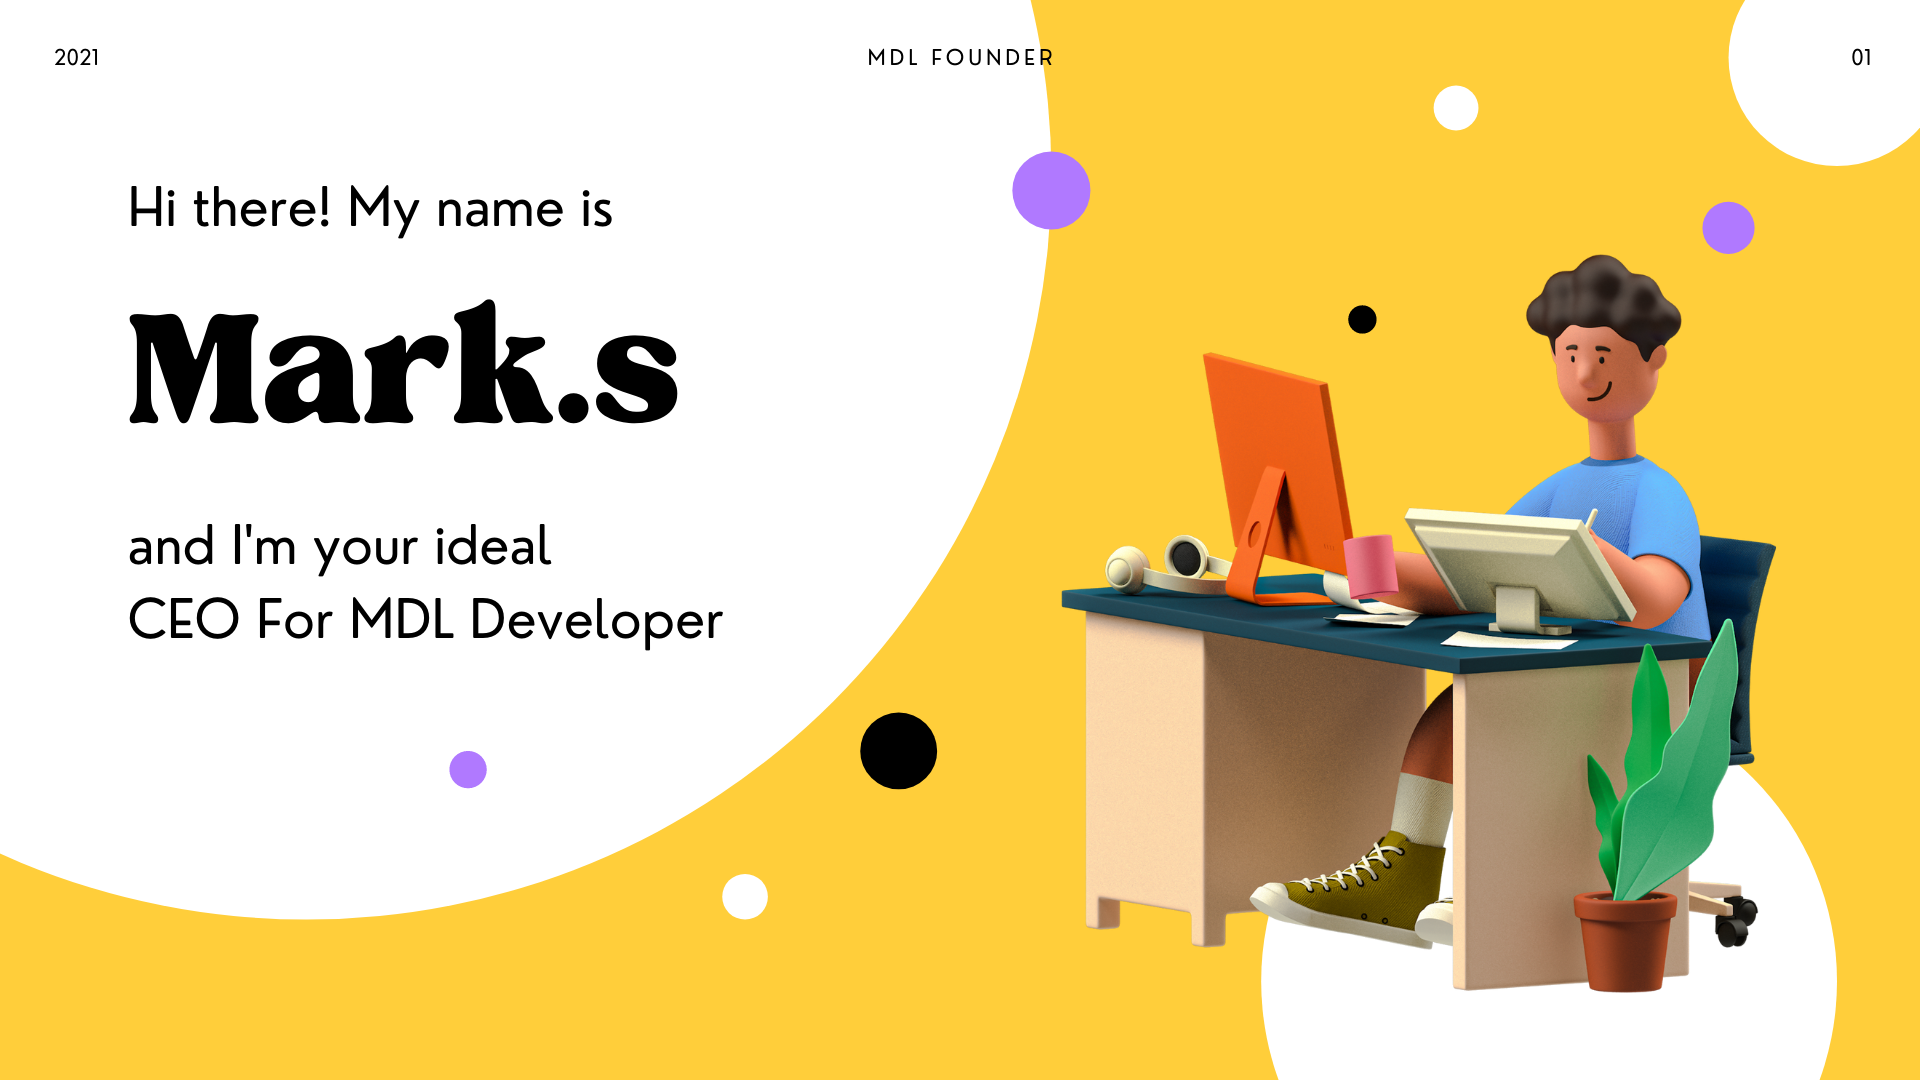 2021
MDL FOUNDER
01
Hi there! My name is
Mark.s
and I'm your ideal
CEO For MDL Developer